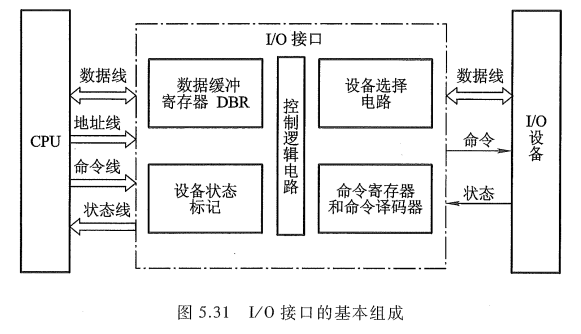 I/O 接口
CPU
数据线
地址线
命令线
状态线
数据缓冲
寄存器 DBR
设备状态
标记
控制逻辑电路
设备选择
电路
命令寄存器
和命令译码器
数据线
命令
状态
I/O
设备
图 5.31 I/O 接口的基本组成